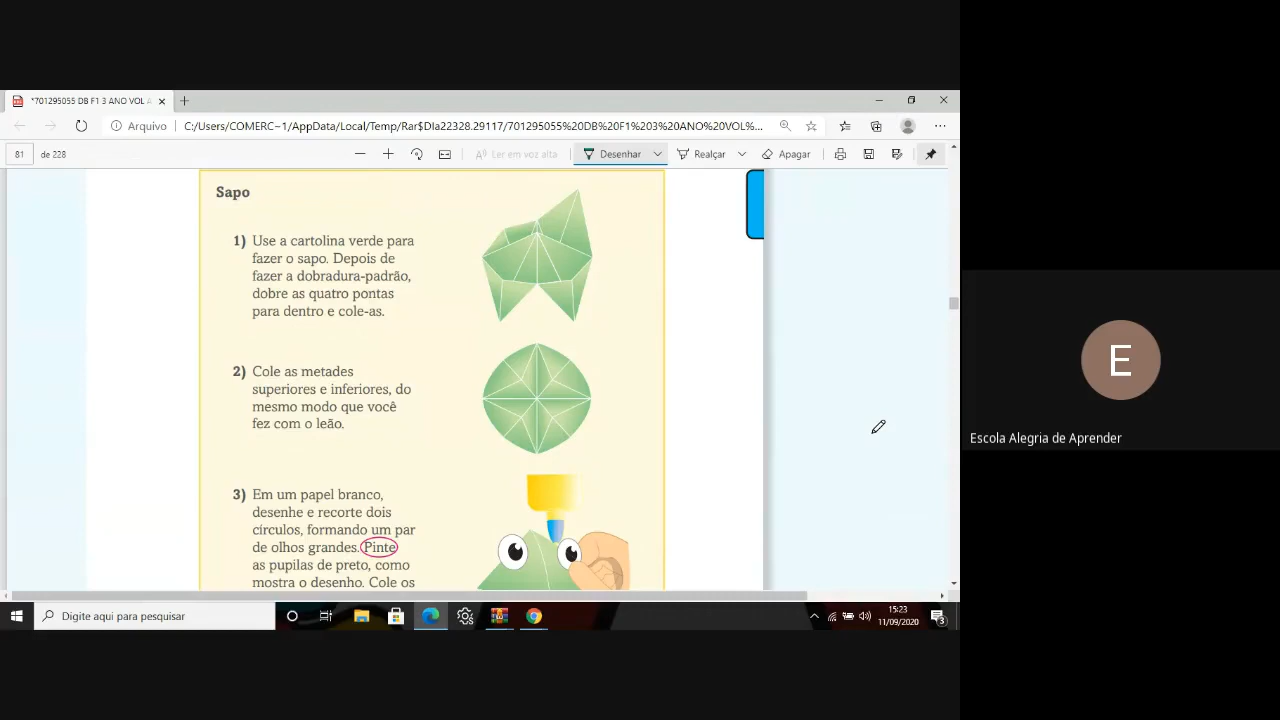 *701295055 DB F1 3 ANO VOL A
Arquivo
C:/Users/COMERC~1/AppData/Local/Temp/Rar$DIa22328.29117/701295055%20DB%20F1%203%20ANO%20VOL%...
81 de 228
Ler em voz alta
Desenhar
Realçar
Apagar
Sapo
1) Use a cartolina verde para
fazer o sapo. Depois de
fazer a dobradura-padrão,
dobre as quatro pontas
para dentro e cole-as.
2) Cole as metades
superiores e inferiores, do
mesmo modo que você
fez com o leão.
3) Em um papel branco,
desenhe e recorte dois
círculos, formando um par
de olhos grandes. Pinte
as pupilas de preto, como
mostra o desenho. Cole os
E
Escola Alegria de Aprender
Digite aqui para pesquisar
15:23
11/09/2020
3